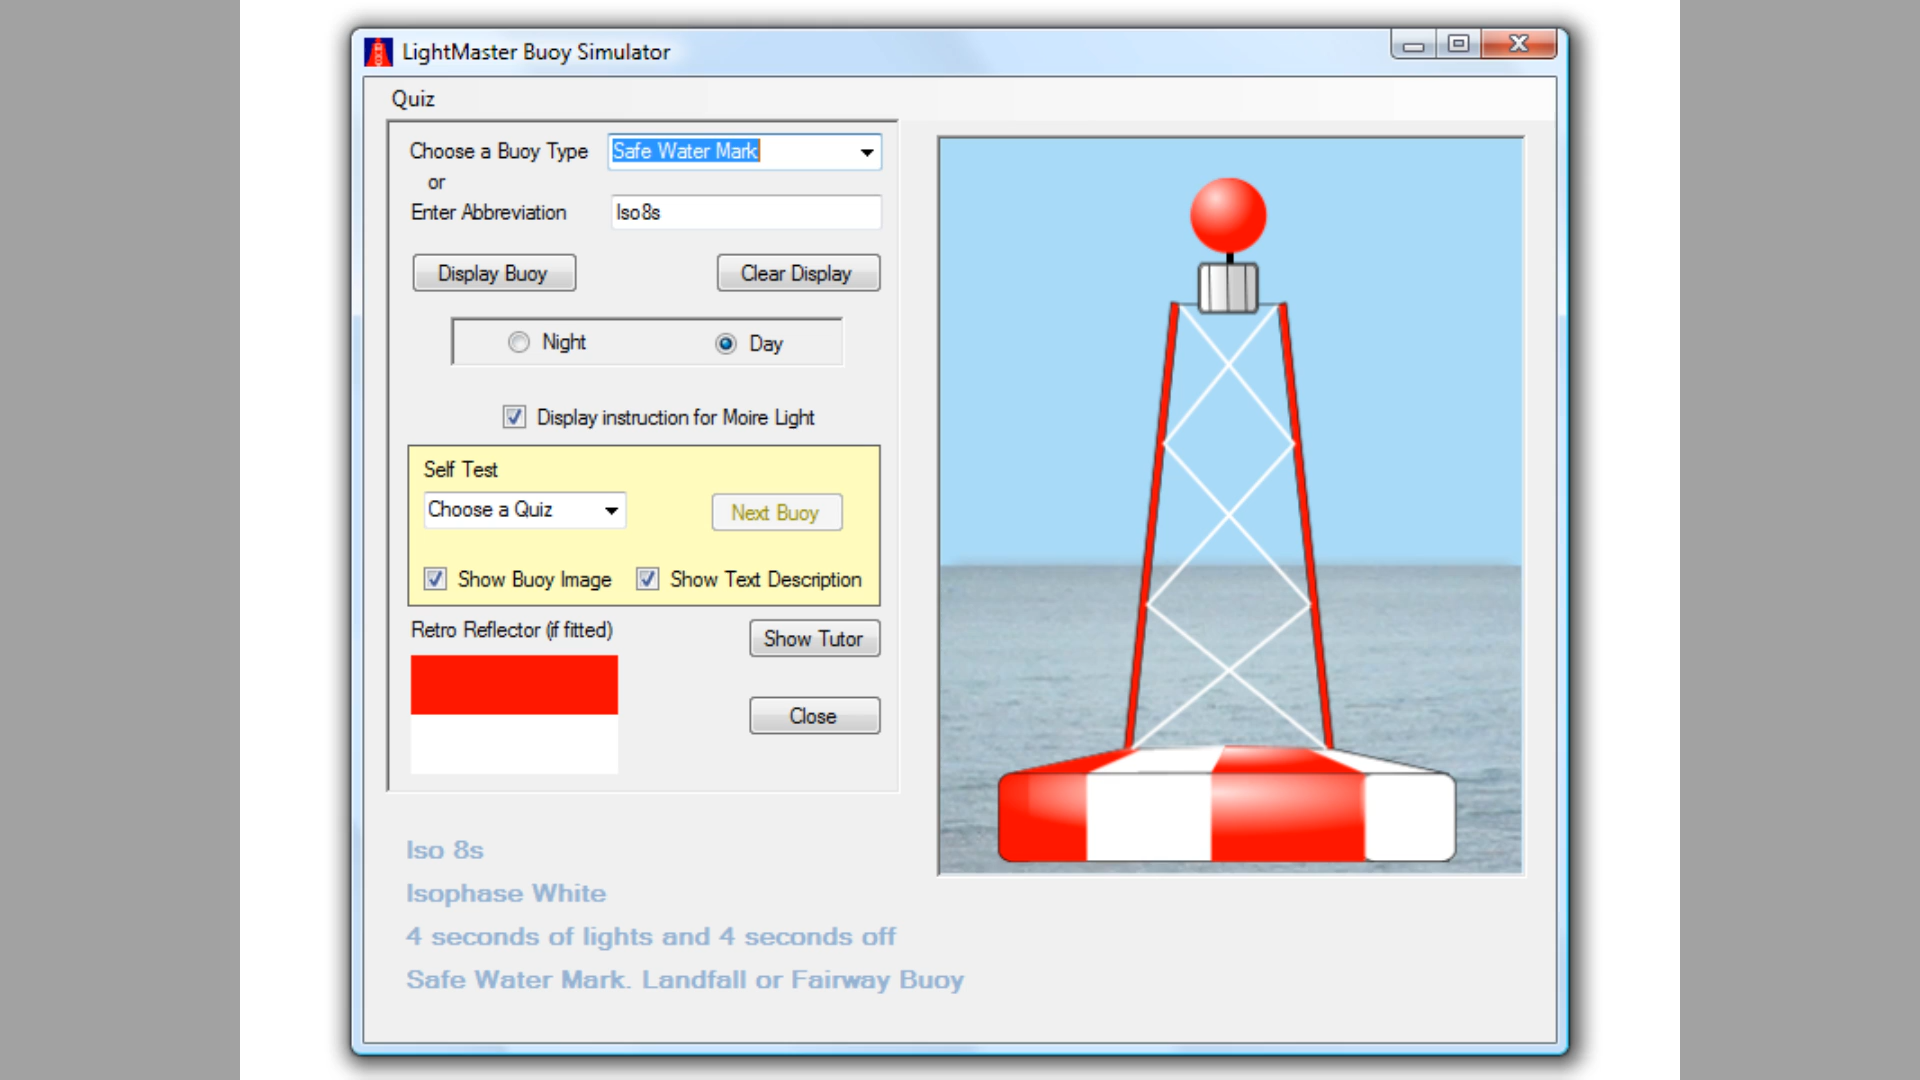 LightMaster Buoy Simulator
Quiz
Choose a Buoy Type Safe Water Mark
or
Enter Abbreviation Iso8s
Display Buoy Clear Display
Night Day
Display instruction for Moire Light
Self Test
Choose a Quiz Next Buoy
Show Buoy Image Show Text Description
Retro Reflector (if fitted) Show Tutor
Close
Iso 8s
Isophase White
4 seconds of lights and 4 seconds off
Safe Water Mark. Landfall or Fairway Buoy